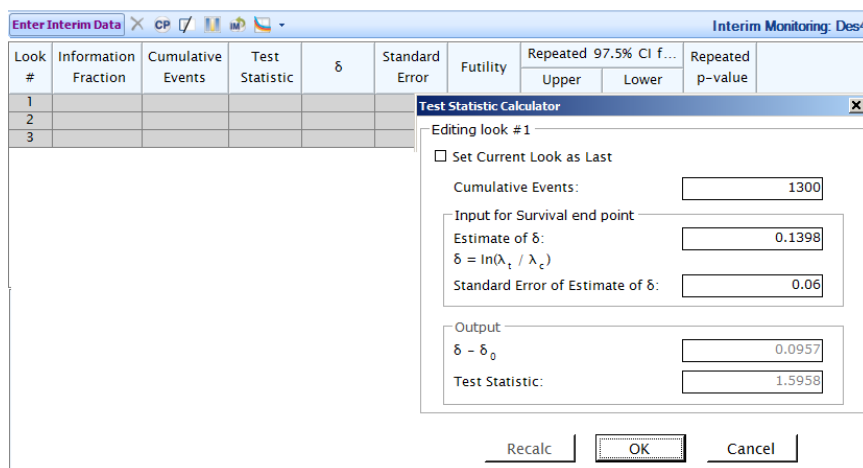 Enter Interim Data CP IM Interim Monitoring: Des4
Look # Information Fraction Cumulative Events Test Statistic δ Standard Error Futility Repeated 97.5% CI f... Upper Lower Repeated p-value
1
2
3
Test Statistic Calculator
Editing look #1
Set Current Look as Last
Cumulative Events: 1300
Input for Survival end point
Estimate of δ: 0.1398
δ = ln(λt / λc)
Standard Error of Estimate of δ: 0.06
Output
δ - δ0 0.0957
Test Statistic: 1.5958
Recalc OK Cancel